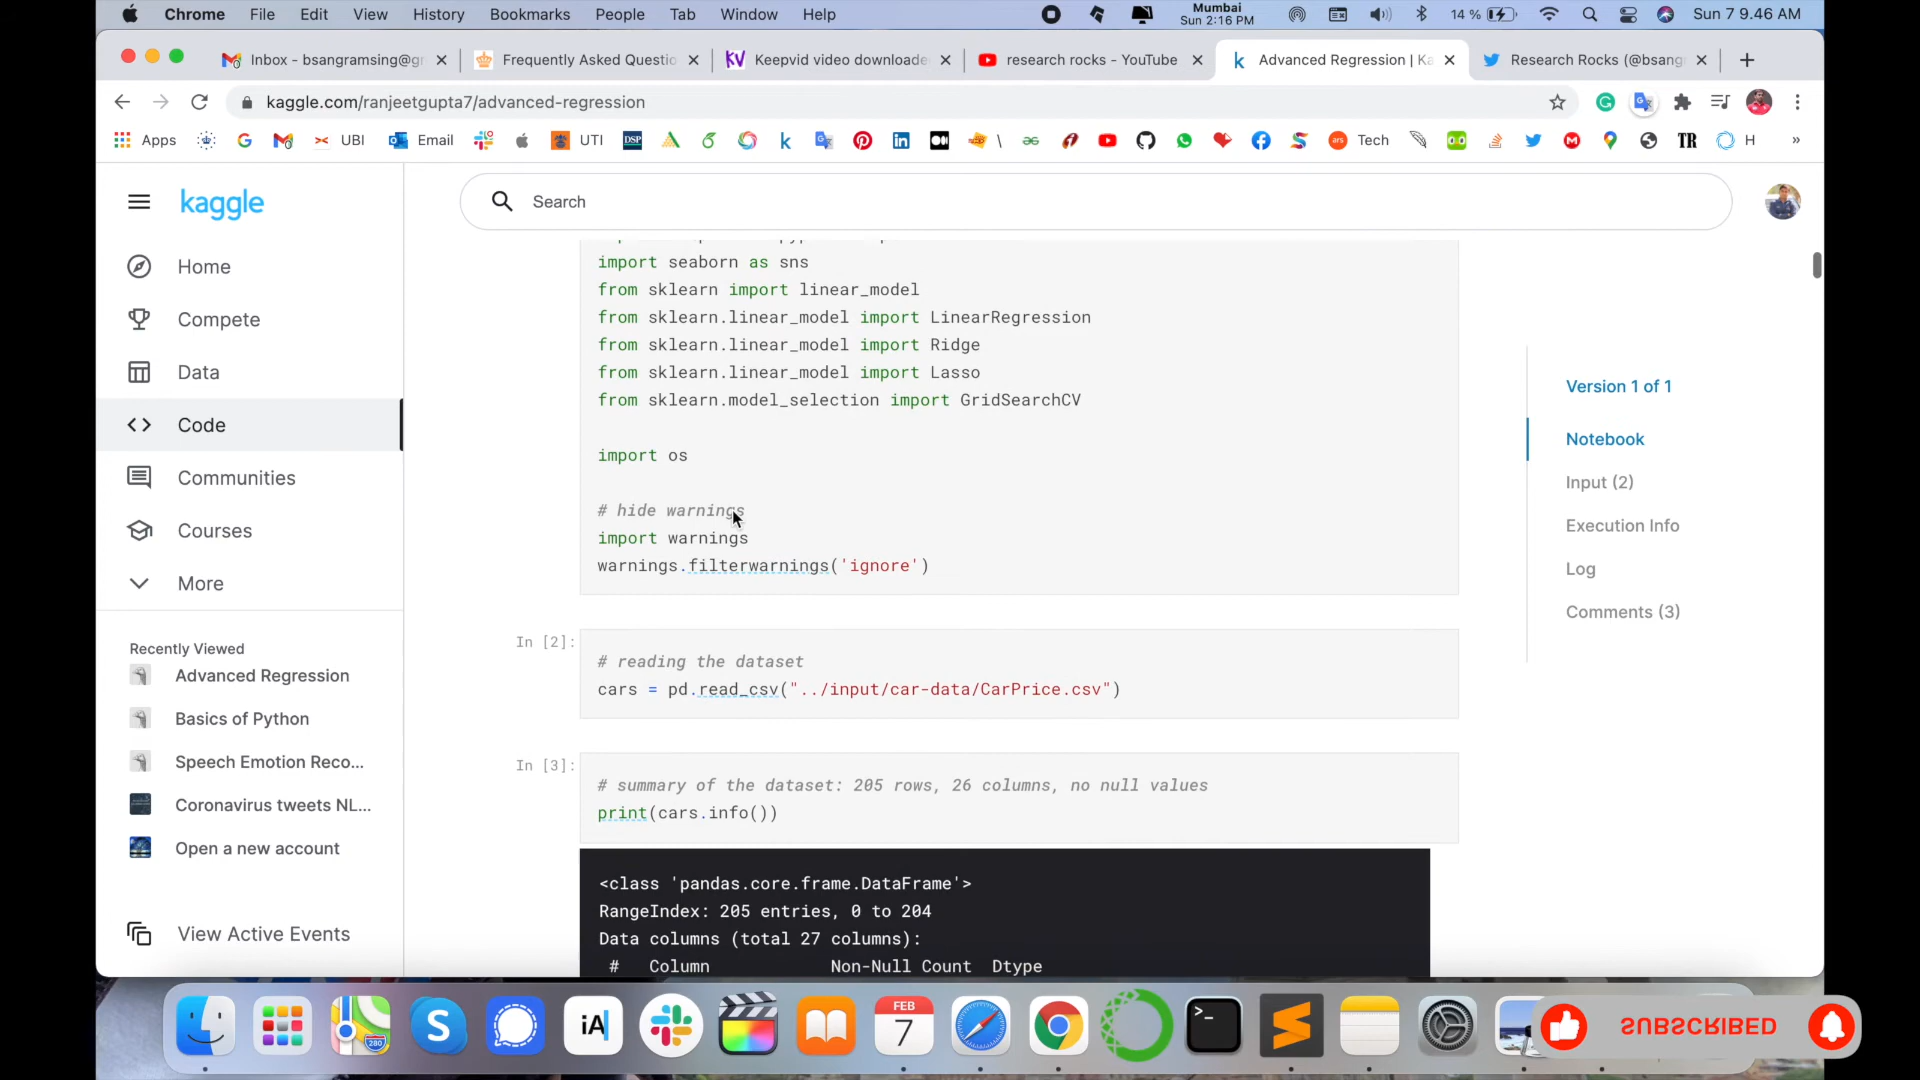 Chrome File Edit View History Bookmarks People Tab Window Help
Mumbai
Sun 2:16 PM
14 %
Sun 7 9.46 AM
Inbox - bsangramsing@g
Frequently Asked Questio
Keepvid video downloade
research rocks - YouTube
Advanced Regression | Ka
Research Rocks (@bsang
kaggle.com/ranjeetgupta7/advanced-regression
Apps UBI Email UTI DSP \ Tech TR H »
kaggle
Search
Home
Compete
Data
Code
Communities
Courses
More
Recently Viewed
Advanced Regression
Basics of Python
Speech Emotion Reco...
Coronavirus tweets NL...
Open a new account
View Active Events
import seaborn as sns
from sklearn import linear_model
from sklearn.linear_model import LinearRegression
from sklearn.linear_model import Ridge
from sklearn.linear_model import Lasso
from sklearn.model_selection import GridSearchCV
import os
# hide warnings
import warnings
warnings.filterwarnings('ignore')
In [2]:
# reading the dataset
cars = pd.read_csv("../input/car-data/CarPrice.csv")
In [3]:
# summary of the dataset: 205 rows, 26 columns, no null values
print(cars.info())
<class 'pandas.core.frame.DataFrame'>
RangeIndex: 205 entries, 0 to 204
Data columns (total 27 columns):
# Column Non-Null Count Dtype
Version 1 of 1
Notebook
Input (2)
Execution Info
Log
Comments (3)
280
S
iA
FEB
7
>_
SUBSCRIBED